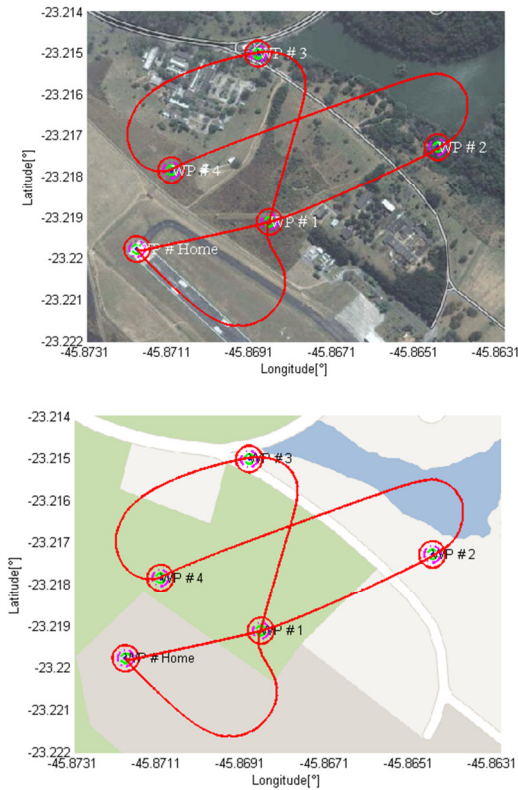 -23.214
-23.215
-23.216
-23.217
-23.218
-23.219
-23.22
-23.221
-23.222
Latitude[°]
WP # 3
WP # 2
WP # 4
WP # 1
WP # Home
-45.8731 -45.8711 -45.8691 -45.8671 -45.8651 -45.8631
Longitude[°]
-23.214
-23.215
-23.216
-23.217
-23.218
-23.219
-23.22
-23.221
-23.222
Latitude[°]
WP # 3
WP # 2
WP # 4
WP # 1
WP # Home
-45.8731 -45.8711 -45.8691 -45.8671 -45.8651 -45.8631
Longitude[°]